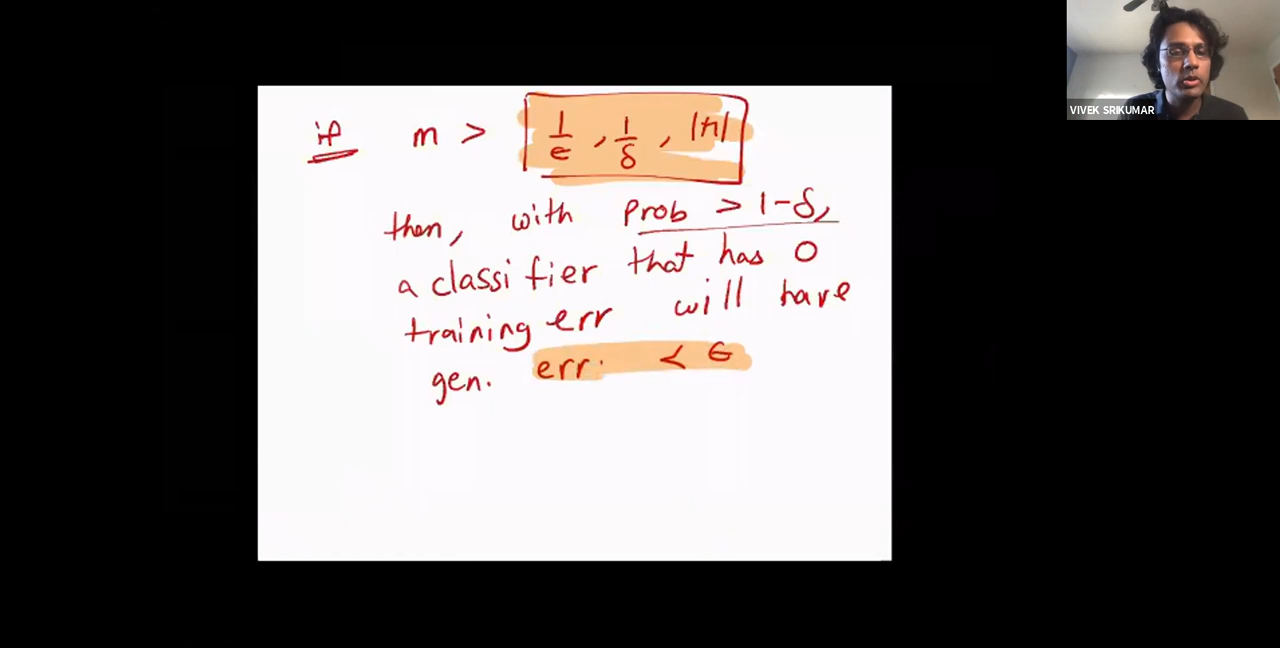 if m > 1/ε, 1/δ, |H|
then, with prob > 1-δ,
a classifier that has 0
training err will have
gen. err. < ε
VIVEK SRIKUMAR